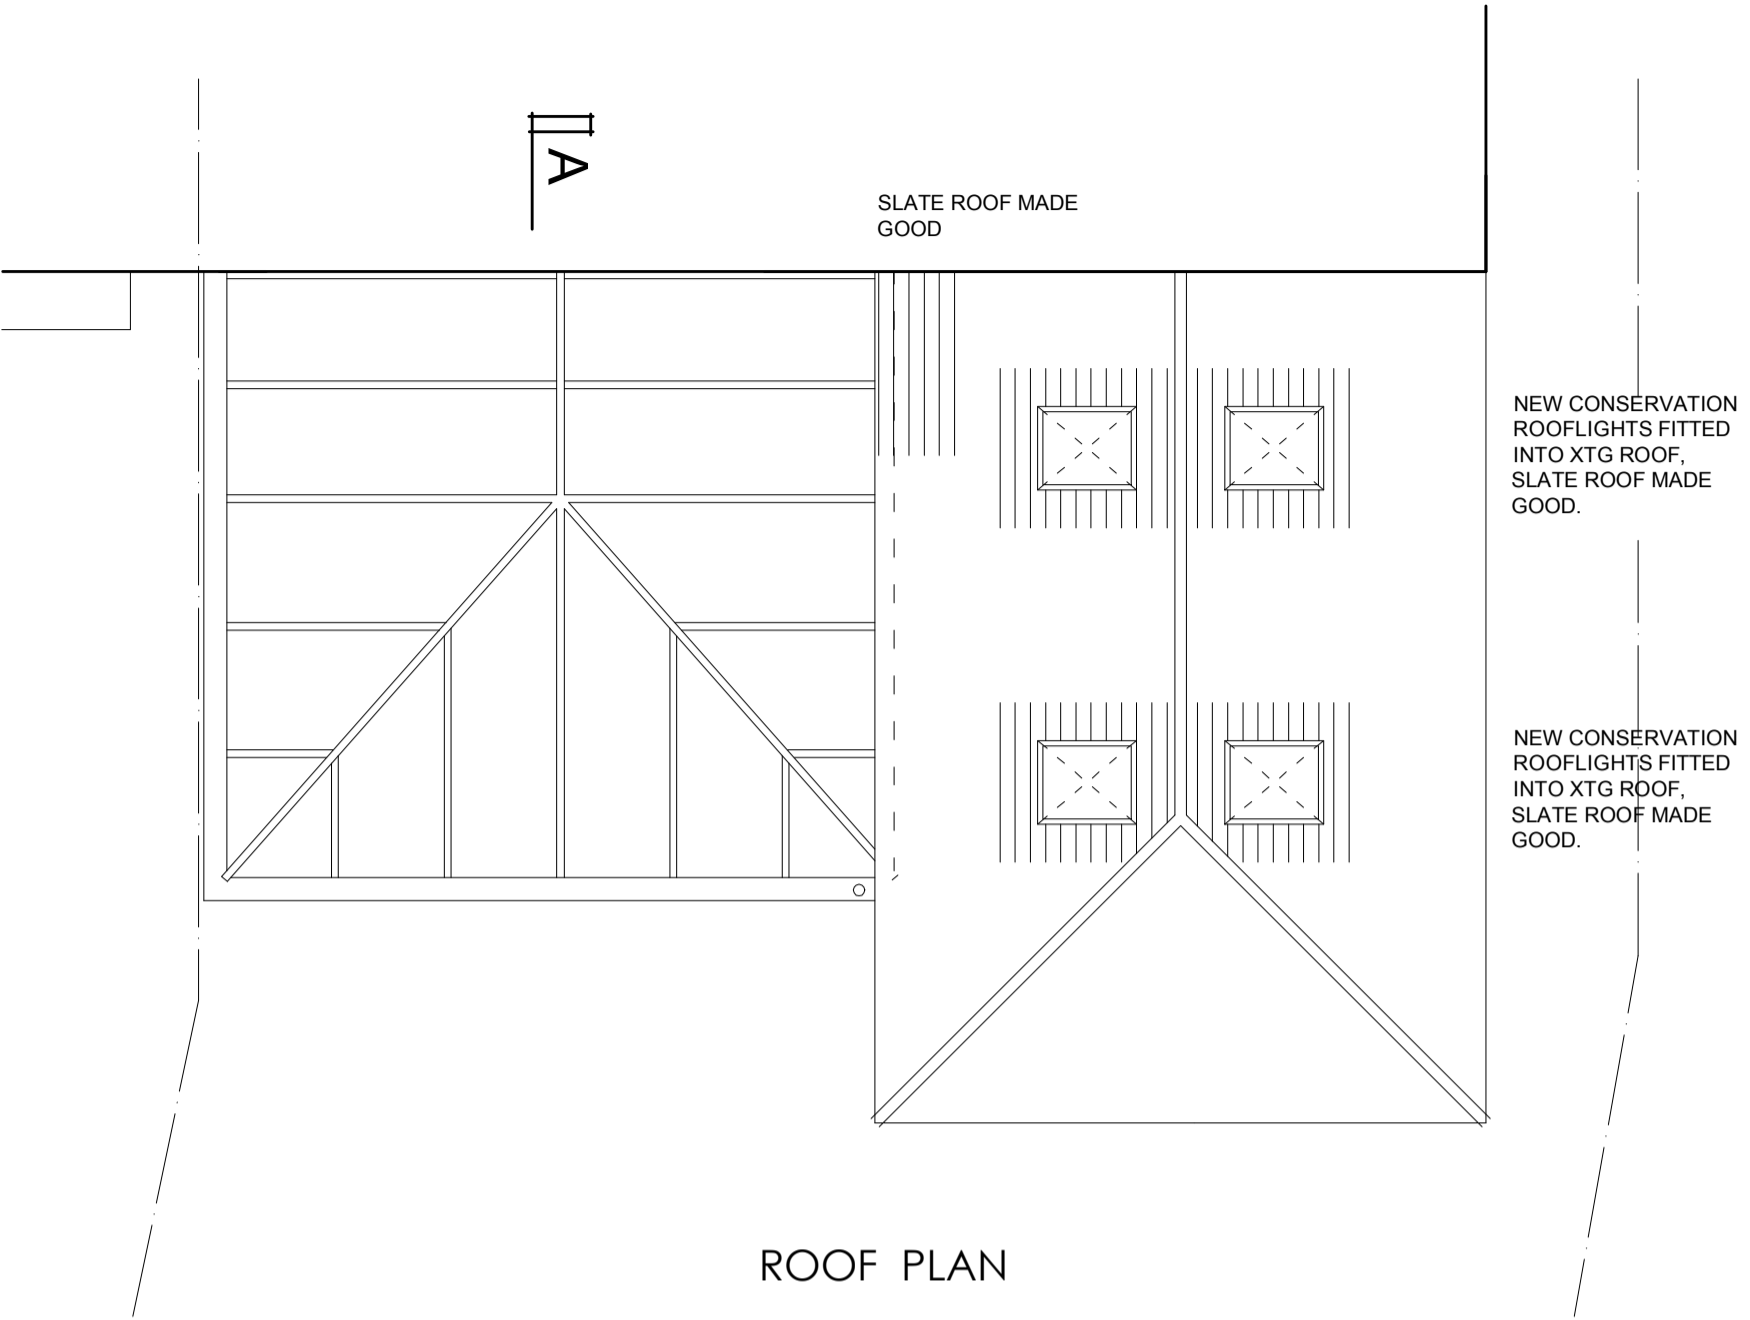 A
SLATE ROOF MADE
GOOD
NEW CONSERVATION
ROOFLIGHTS FITTED
INTO XTG ROOF,
SLATE ROOF MADE
GOOD.
NEW CONSERVATION
ROOFLIGHTS FITTED
INTO XTG ROOF,
SLATE ROOF MADE
GOOD.
ROOF PLAN